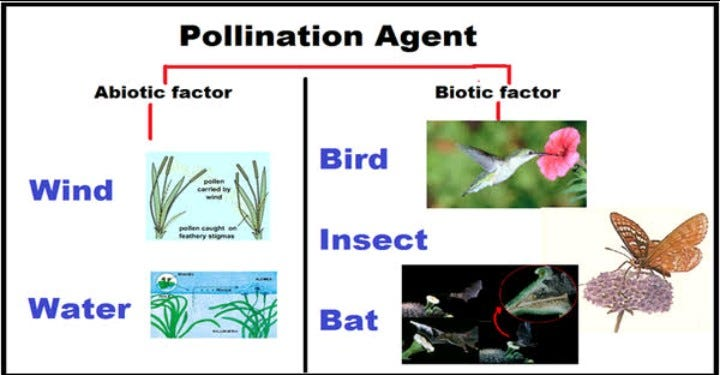 Pollination Agent
Abiotic factor
Biotic factor
Wind
pollen
carried by
wind
pollen caught on
feathery stigmas
Water
Bird
Insect
Bat